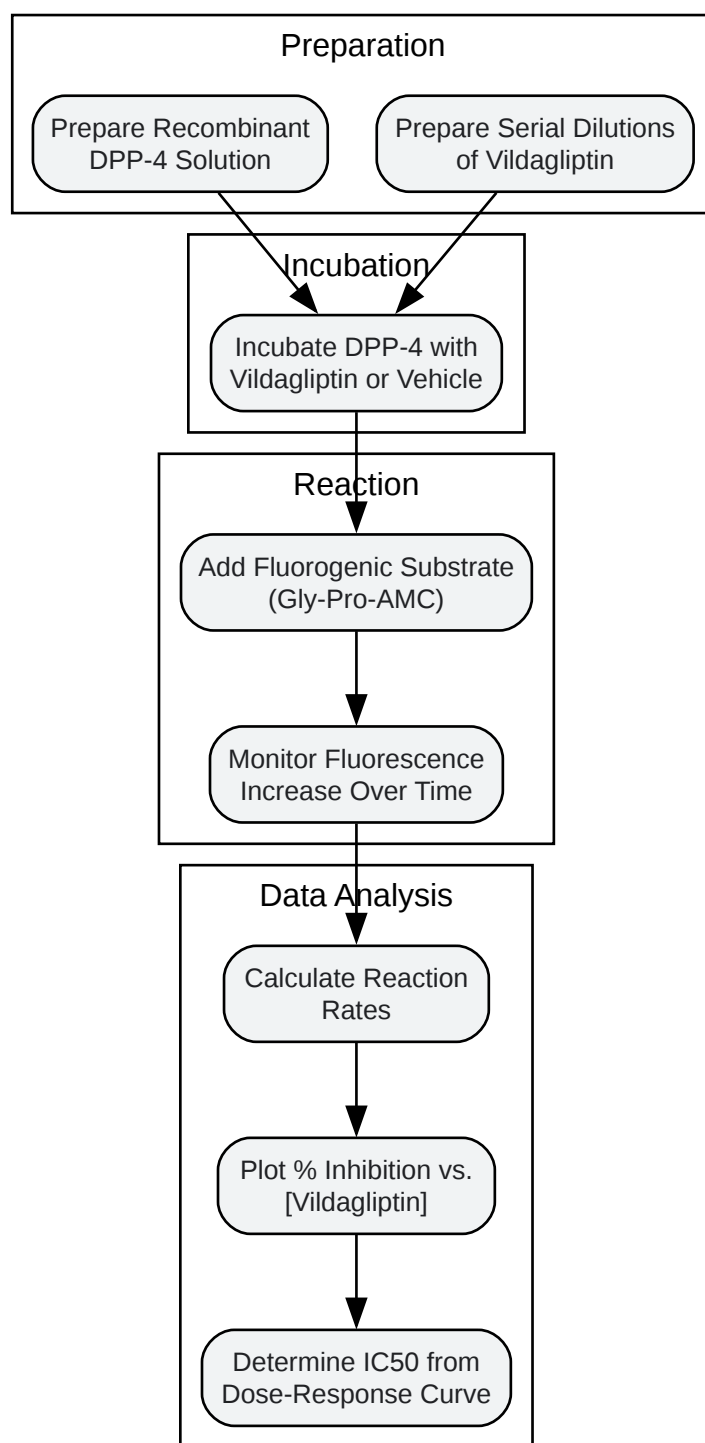 Preparation
Prepare Recombinant
DPP-4 Solution
Prepare Serial Dilutions
of Vildagliptin
Incubation
Incubate DPP-4 with
Vildagliptin or Vehicle
Reaction
Add Fluorogenic Substrate
(Gly-Pro-AMC)
Monitor Fluorescence
Increase Over Time
Data Analysis
Calculate Reaction
Rates
Plot % Inhibition vs.
[Vildagliptin]
Determine IC50 from
Dose-Response Curve